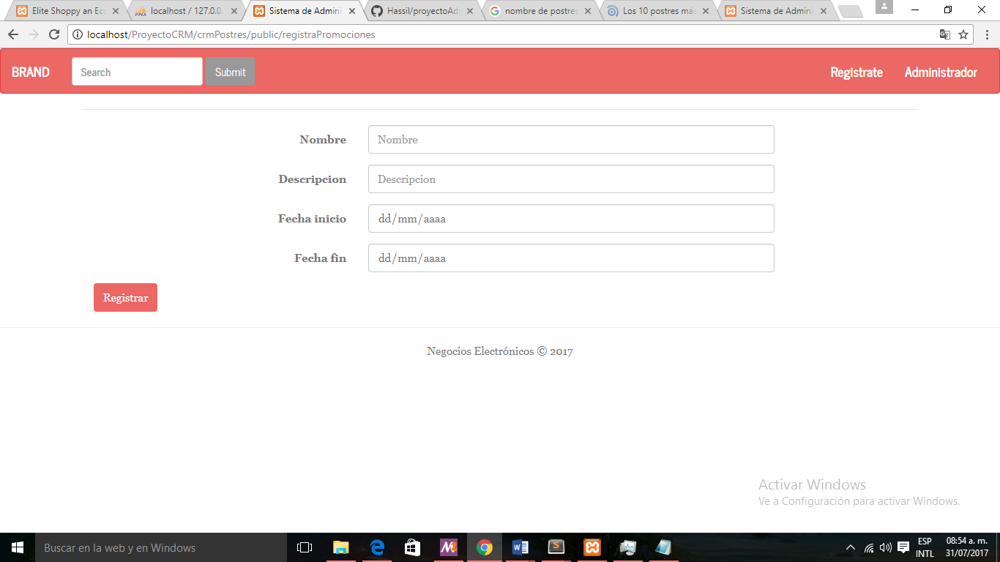 Elite Shoppy an Eco
localhost / 127.0.0.
Sistema de Admini
Hassil/proyectoAdm
nombre de postres
Los 10 postres más
Sistema de Admini
localhost/ProyectoCRM/crmPostres/public/registraPromociones
BRAND
Search
Submit
Registrate
Administrador
Nombre
Nombre
Descripcion
Descripcion
Fecha inicio
dd/mm/aaaa
Fecha fin
dd/mm/aaaa
Registrar
Negocios Electrónicos © 2017
Activar Windows
Ve a Configuración para activar Windows.
Buscar en la web y en Windows
ESP
INTL
08:54 a. m.
31/07/2017